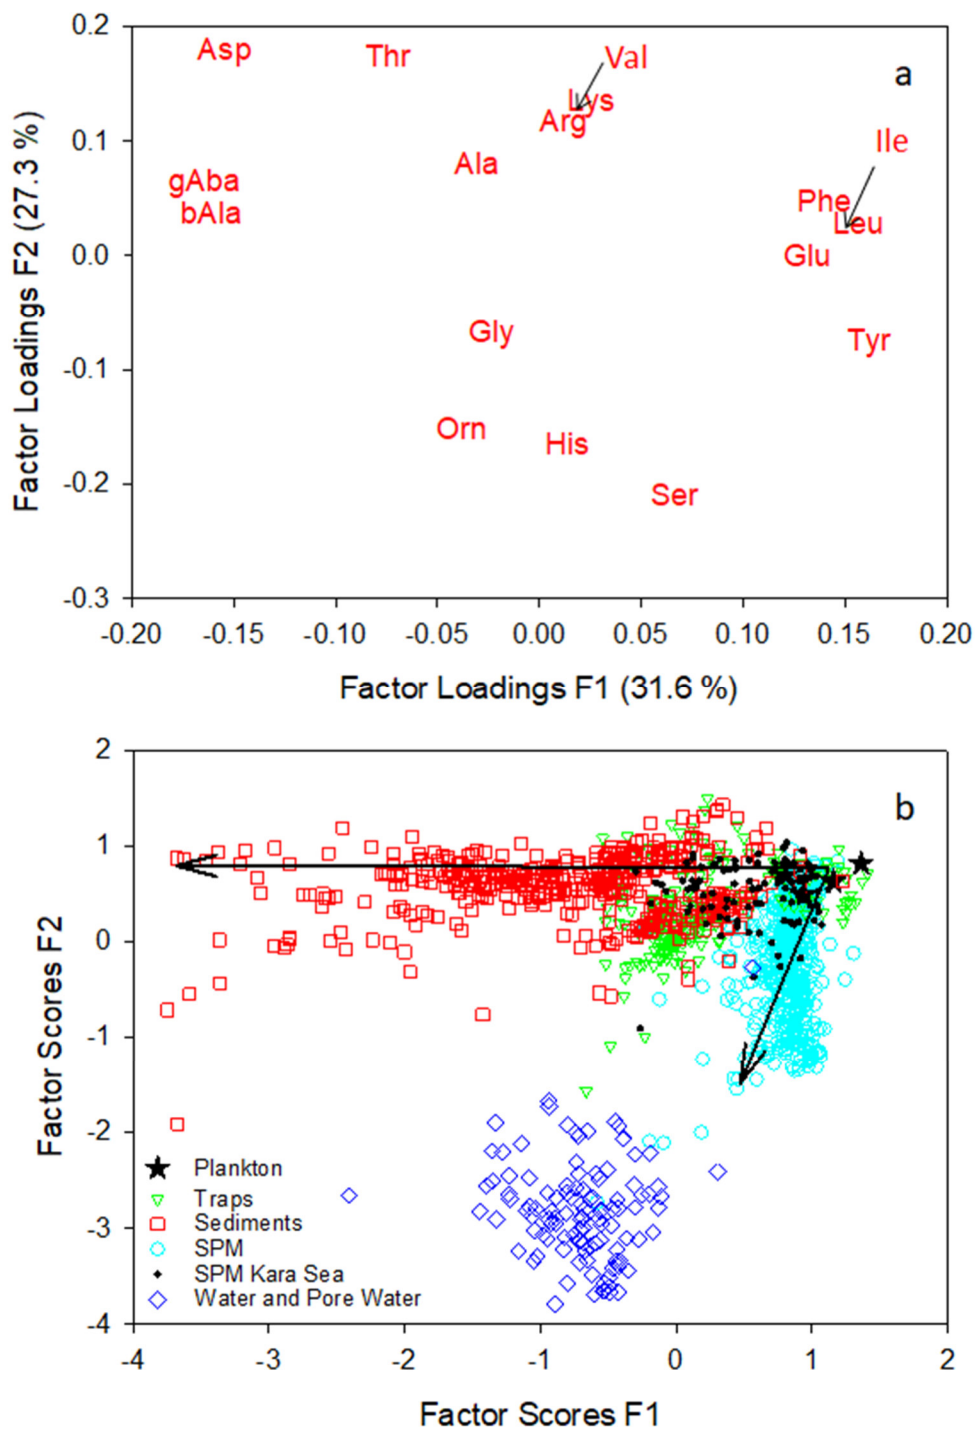 0.2
0.1
0.0
-0.1
-0.2
-0.3
Factor Loadings F2 (27.3 %)
Asp
Thr
Val
a
Lys
Arg
Ile
Ala
gAba
bAla
Phe
Leu
Glu
Gly
Tyr
Orn
His
Ser
-0.20 -0.15 -0.10 -0.05 0.00 0.05 0.10 0.15 0.20
Factor Loadings F1 (31.6 %)
2
1
0
-1
-2
-3
-4
Factor Scores F2
b
Plankton
Traps
Sediments
SPM
SPM Kara Sea
Water and Pore Water
-4 -3 -2 -1 0 1 2
Factor Scores F1